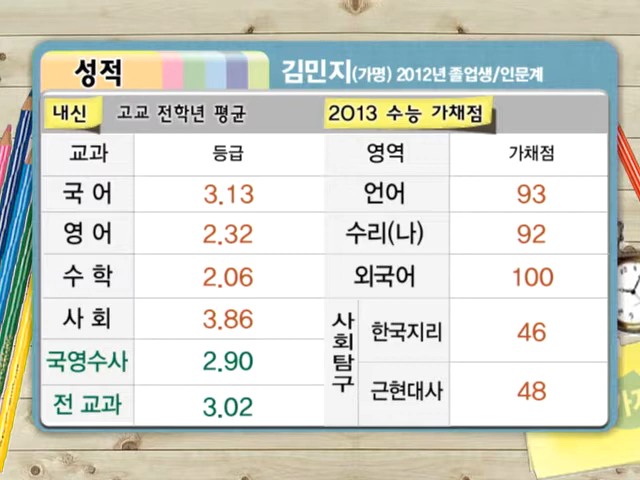 성적
김민지(가명) 2012년 졸업생/인문계
내신 고교 전학년 평균
2013 수능 가채점
교과 등급
국어 3.13
영어 2.32
수학 2.06
사회 3.86
국영수사 2.90
전 교과 3.02
영역 가채점
언어 93
수리(나) 92
외국어 100
사회탐구
한국지리 46
근현대사 48